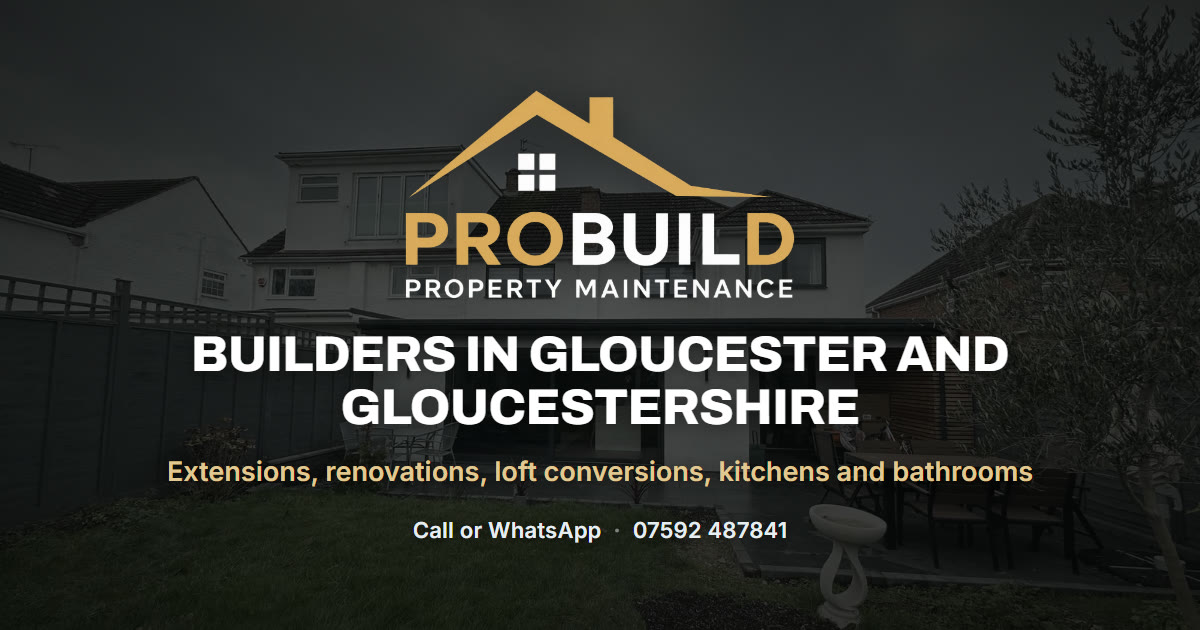 PROBUILD
PROPERTY MAINTENANCE
BUILDERS IN GLOUCESTER AND
GLOUCESTERSHIRE
Extensions, renovations, loft conversions, kitchens and bathrooms
Call or WhatsApp · 07592 487841